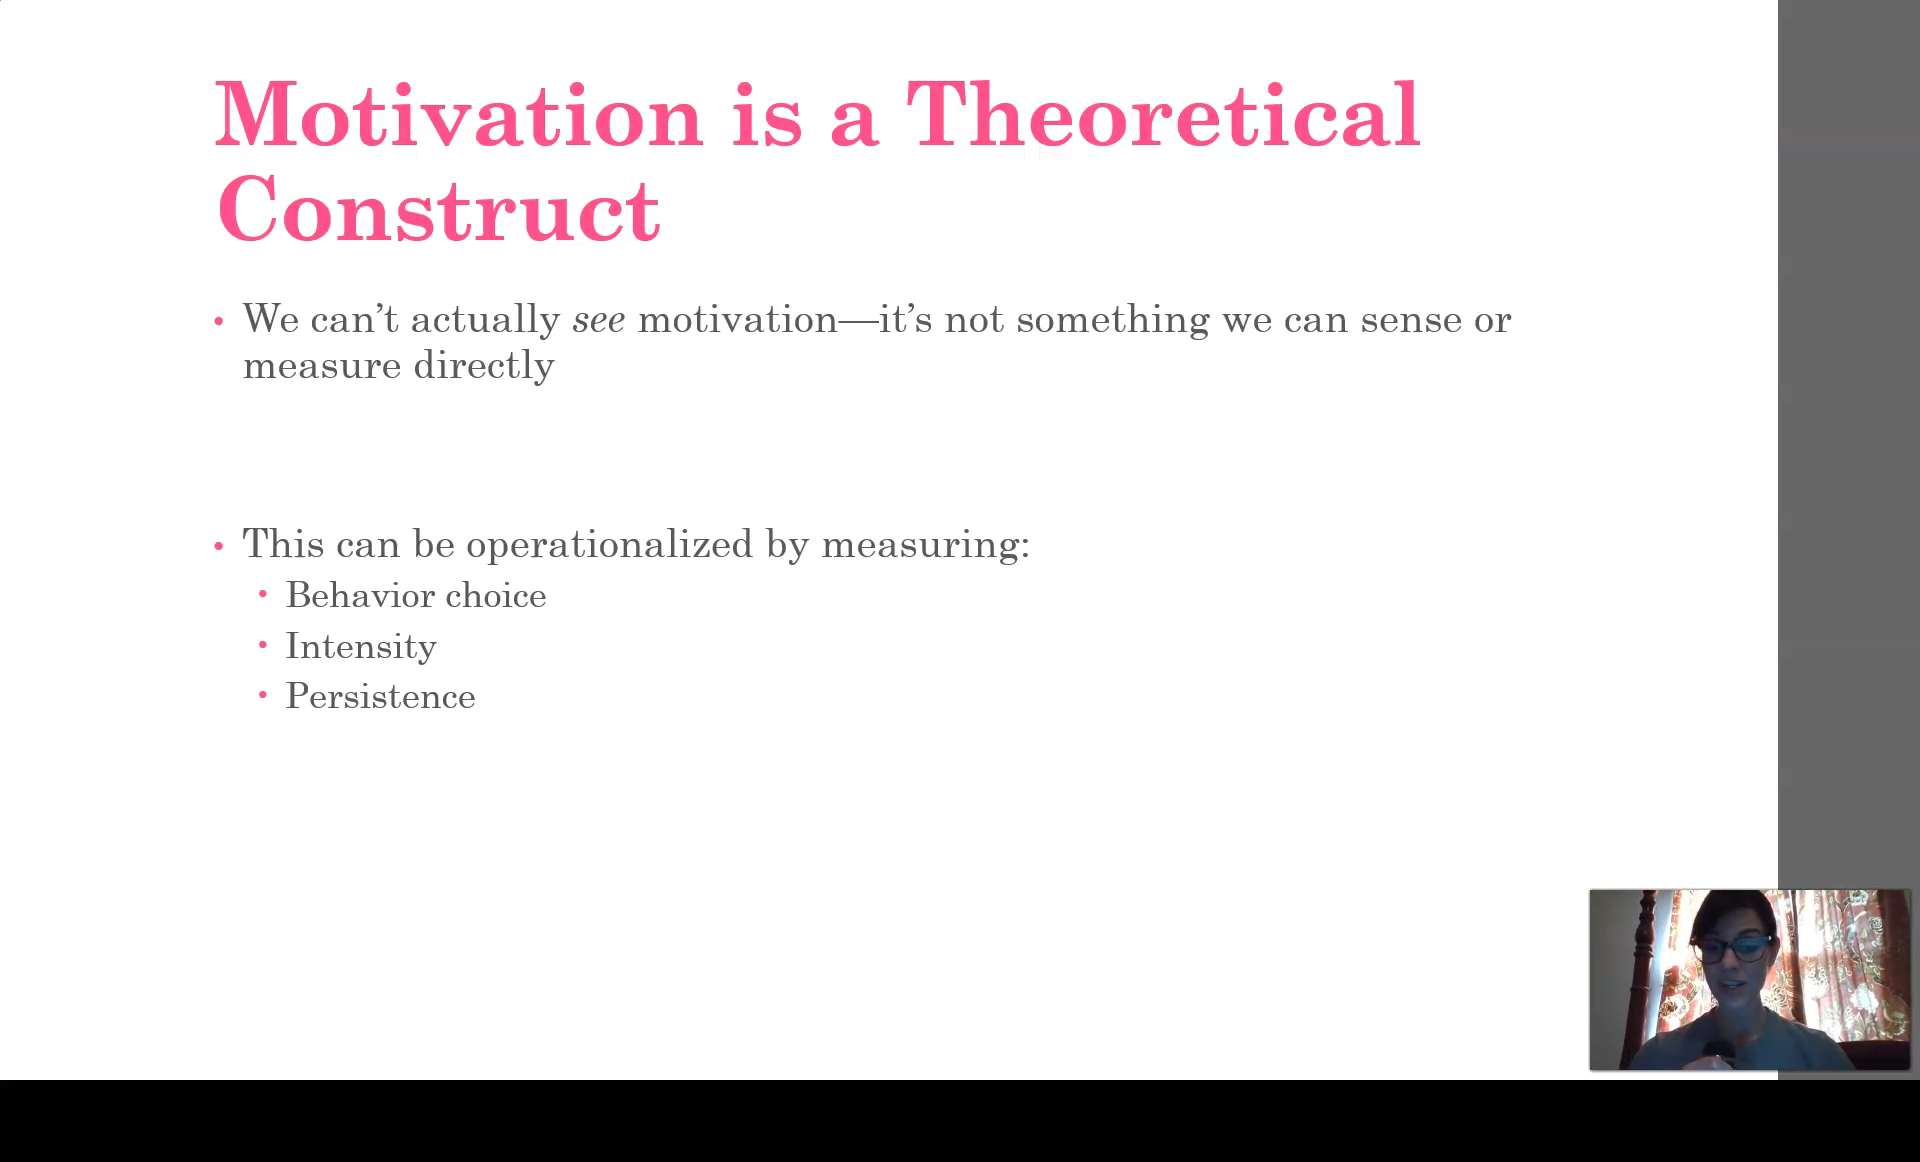 Motivation is a Theoretical
Construct
• We can’t actually see motivation—it’s not something we can sense or
measure directly
• This can be operationalized by measuring:
• Behavior choice
• Intensity
• Persistence